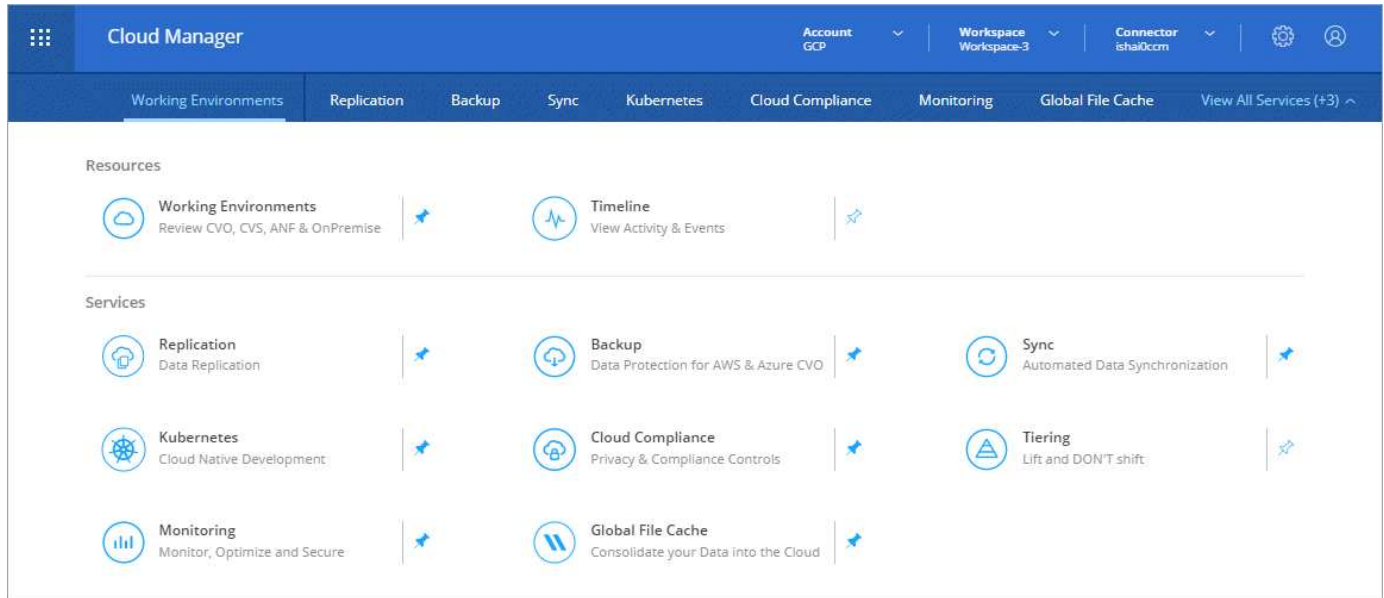 Cloud Manager
Account
GCP
Workspace
Workspace-3
Connector
ishai0ccm
Working Environments Replication Backup Sync Kubernetes Cloud Compliance Monitoring Global File Cache View All Services (+3)
Resources
Working Environments
Review CVO, CVS, ANF & OnPremise
Timeline
View Activity & Events
Services
Replication
Data Replication
Backup
Data Protection for AWS & Azure CVO
Sync
Automated Data Synchronization
Kubernetes
Cloud Native Development
Cloud Compliance
Privacy & Compliance Controls
Tiering
Lift and DON'T shift
Monitoring
Monitor, Optimize and Secure
Global File Cache
Consolidate your Data into the Cloud